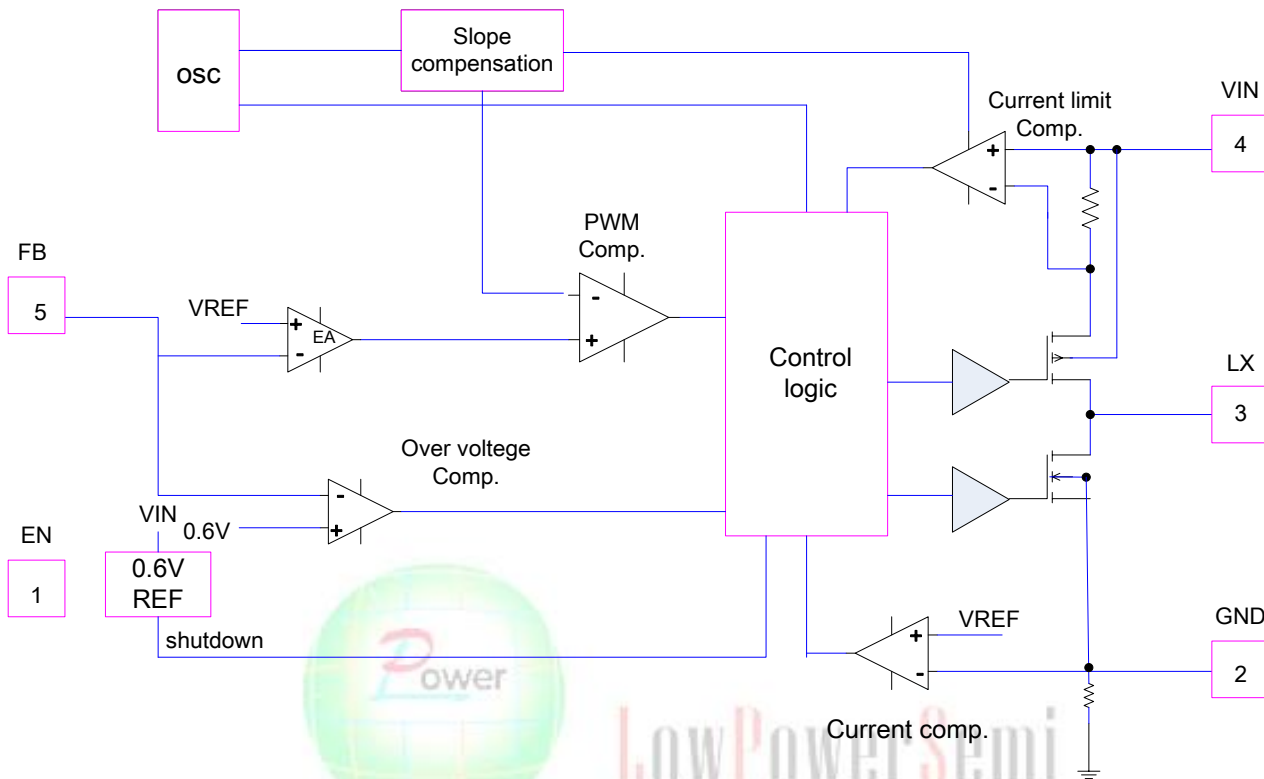 OSC
Slope
compensation
Current limit
Comp.
VIN
4
+
-
PWM
Comp.
FB
5
VREF
+
-
EA
-
+
Control
logic
LX
3
Over voltege
Comp.
-
+
VIN
0.6V
EN
1
0.6V
REF
shutdown
VREF
+
-
GND
2
Current comp.
Power
LowPowerSemi